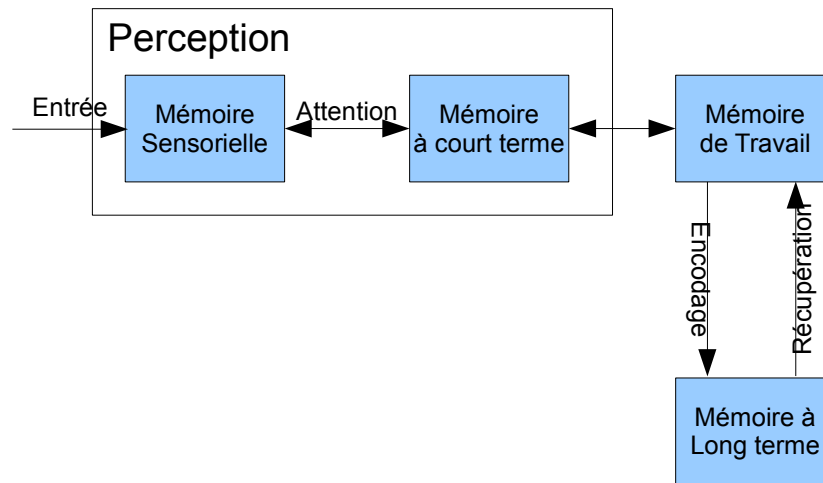 Perception
Entrée
Mémoire
Sensorielle
Attention
Mémoire
à court terme
Mémoire
de Travail
Encodage
Récupération
Mémoire à
Long terme